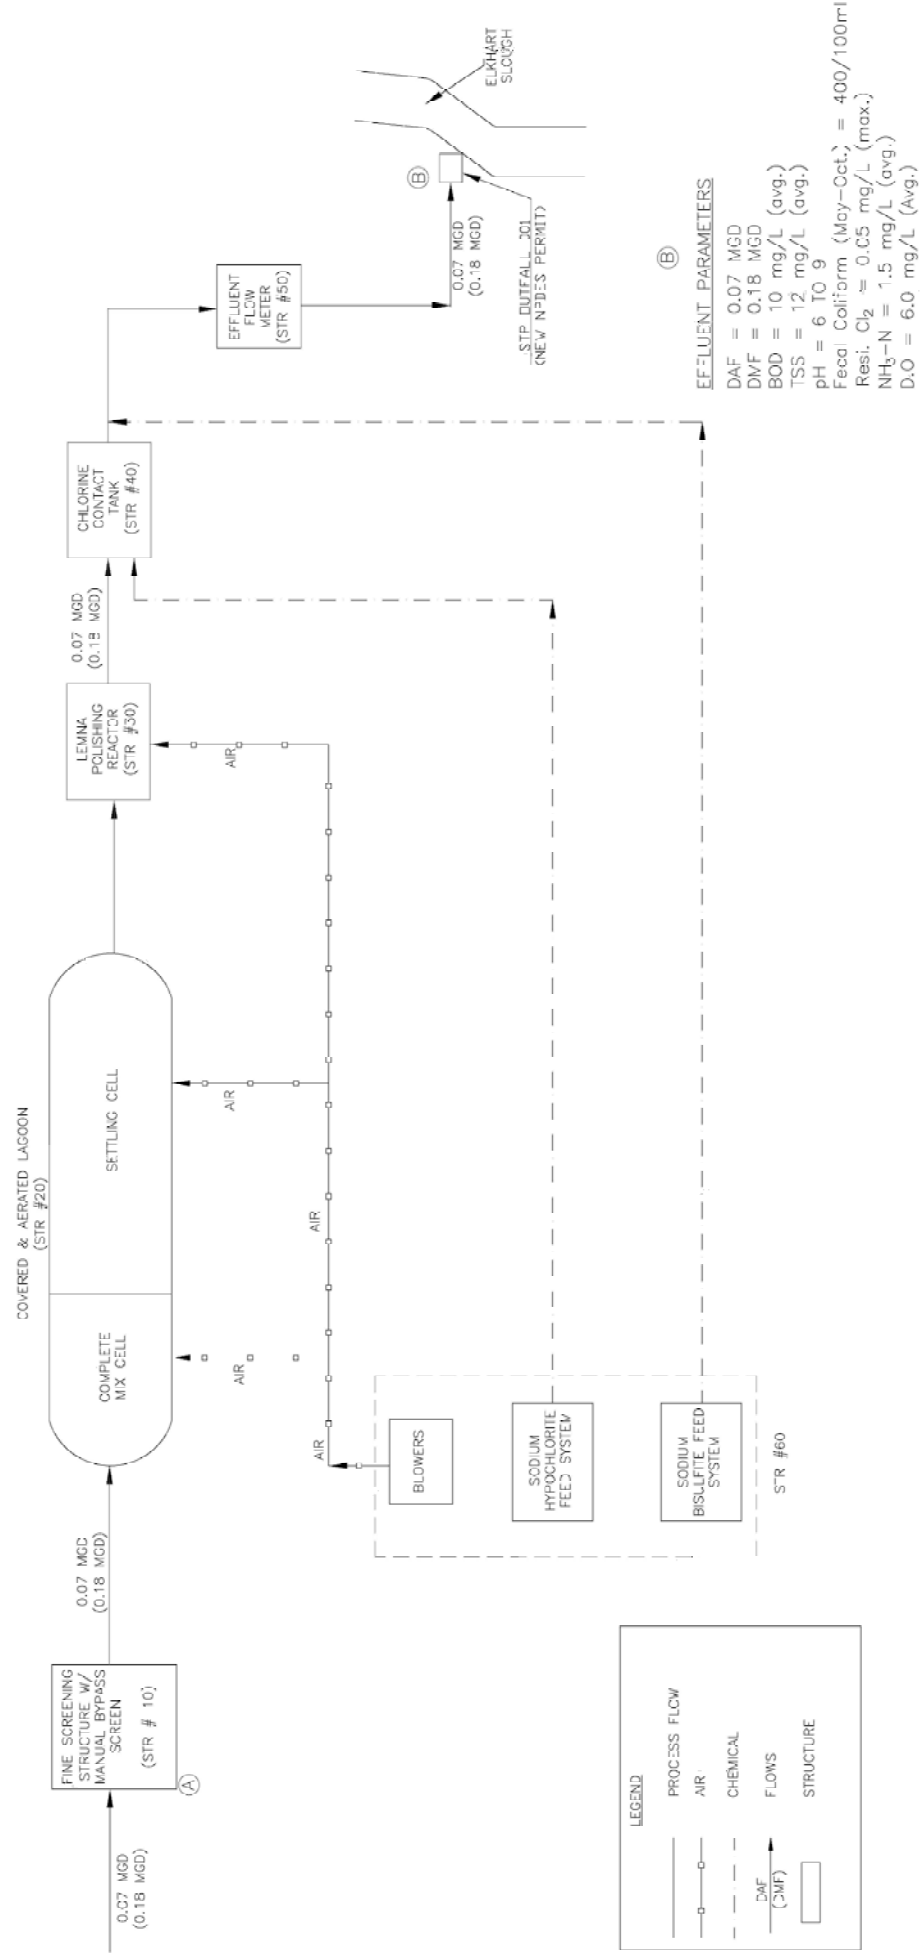 0.07 MGD
(0.18 MGD)
FINE SCREENING
STRUCTURE W/
MANUAL BYPASS
SCREEN
(STR # 10)
A
0.07 MGD
(0.18 MGD)
COVERED & AERATED LAGOON
(STR #20)
COMPLETE
MIX CELL
SETTLING CELL
LEMNA
POLISHING
REACTOR
(STR #30)
0.07 MGD
(0.18 MGD)
CHLORINE
CONTACT
TANK
(STR #40)
EFFLUENT
FLOW
METER
(STR #50)
0.07 MGD
(0.18 MGD)
B
ELKHART
SLOUGH
STP OUTFALL 001
(NEW NPDES PERMIT)
AIR
AIR
AIR
AIR
AIR
BLOWERS
SODIUM
HYPOCHLORITE
FEED SYSTEM
SODIUM
BISULFITE FEED
SYSTEM
STR #60
B
EFFLUENT PARAMETERS
DAF = 0.07 MGD
DMF = 0.18 MGD
BOD = 10 mg/L (avg.)
TSS = 12 mg/L (avg.)
pH = 6 TO 9
Fecal Coliform (May-Oct.) = 400/100ml
Resi. Cl₂ = 0.05 mg/L (max.)
NH₃-N = 1.5 mg/L (avg.)
D.O = 6.0 mg/L (Avg.)
LEGEND
PROCESS FLOW
AIR
CHEMICAL
DAF
(DMF)
FLOWS
STRUCTURE